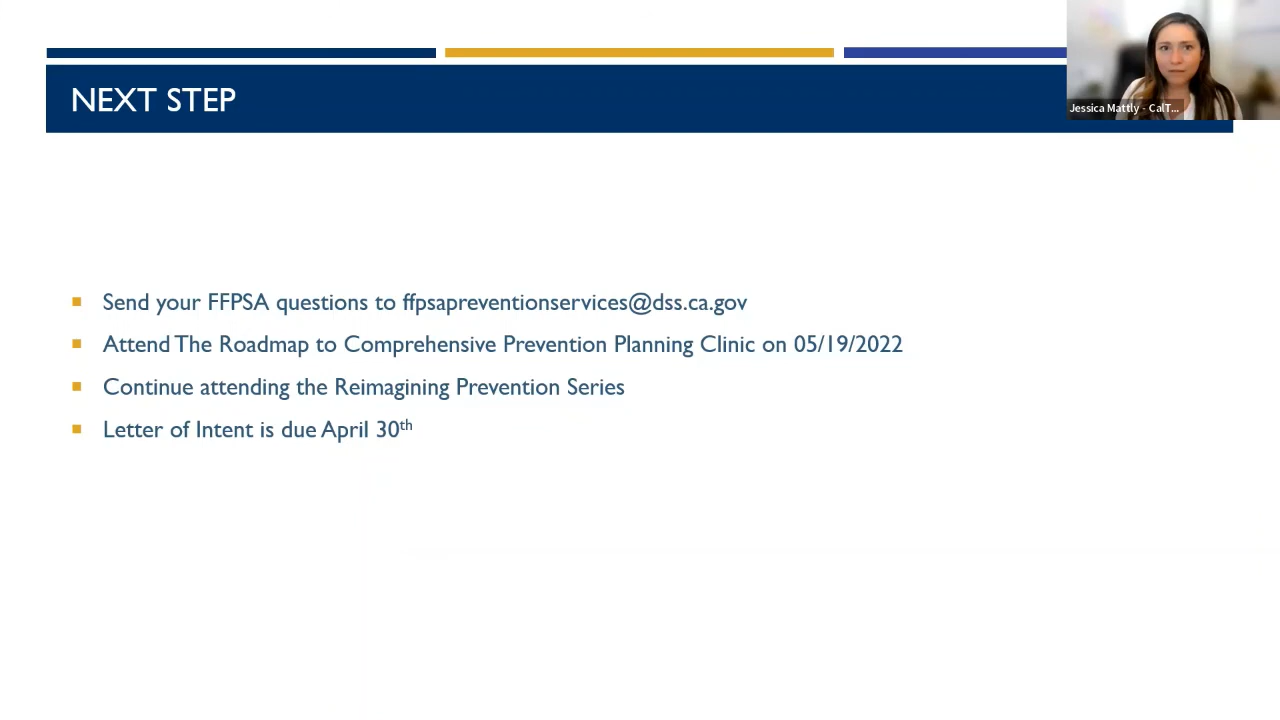 NEXT STEP
Jessica Mattly - CalT...
Send your FFPSA questions to ffpsapreventionservices@dss.ca.gov
Attend The Roadmap to Comprehensive Prevention Planning Clinic on 05/19/2022
Continue attending the Reimagining Prevention Series
Letter of Intent is due April 30th